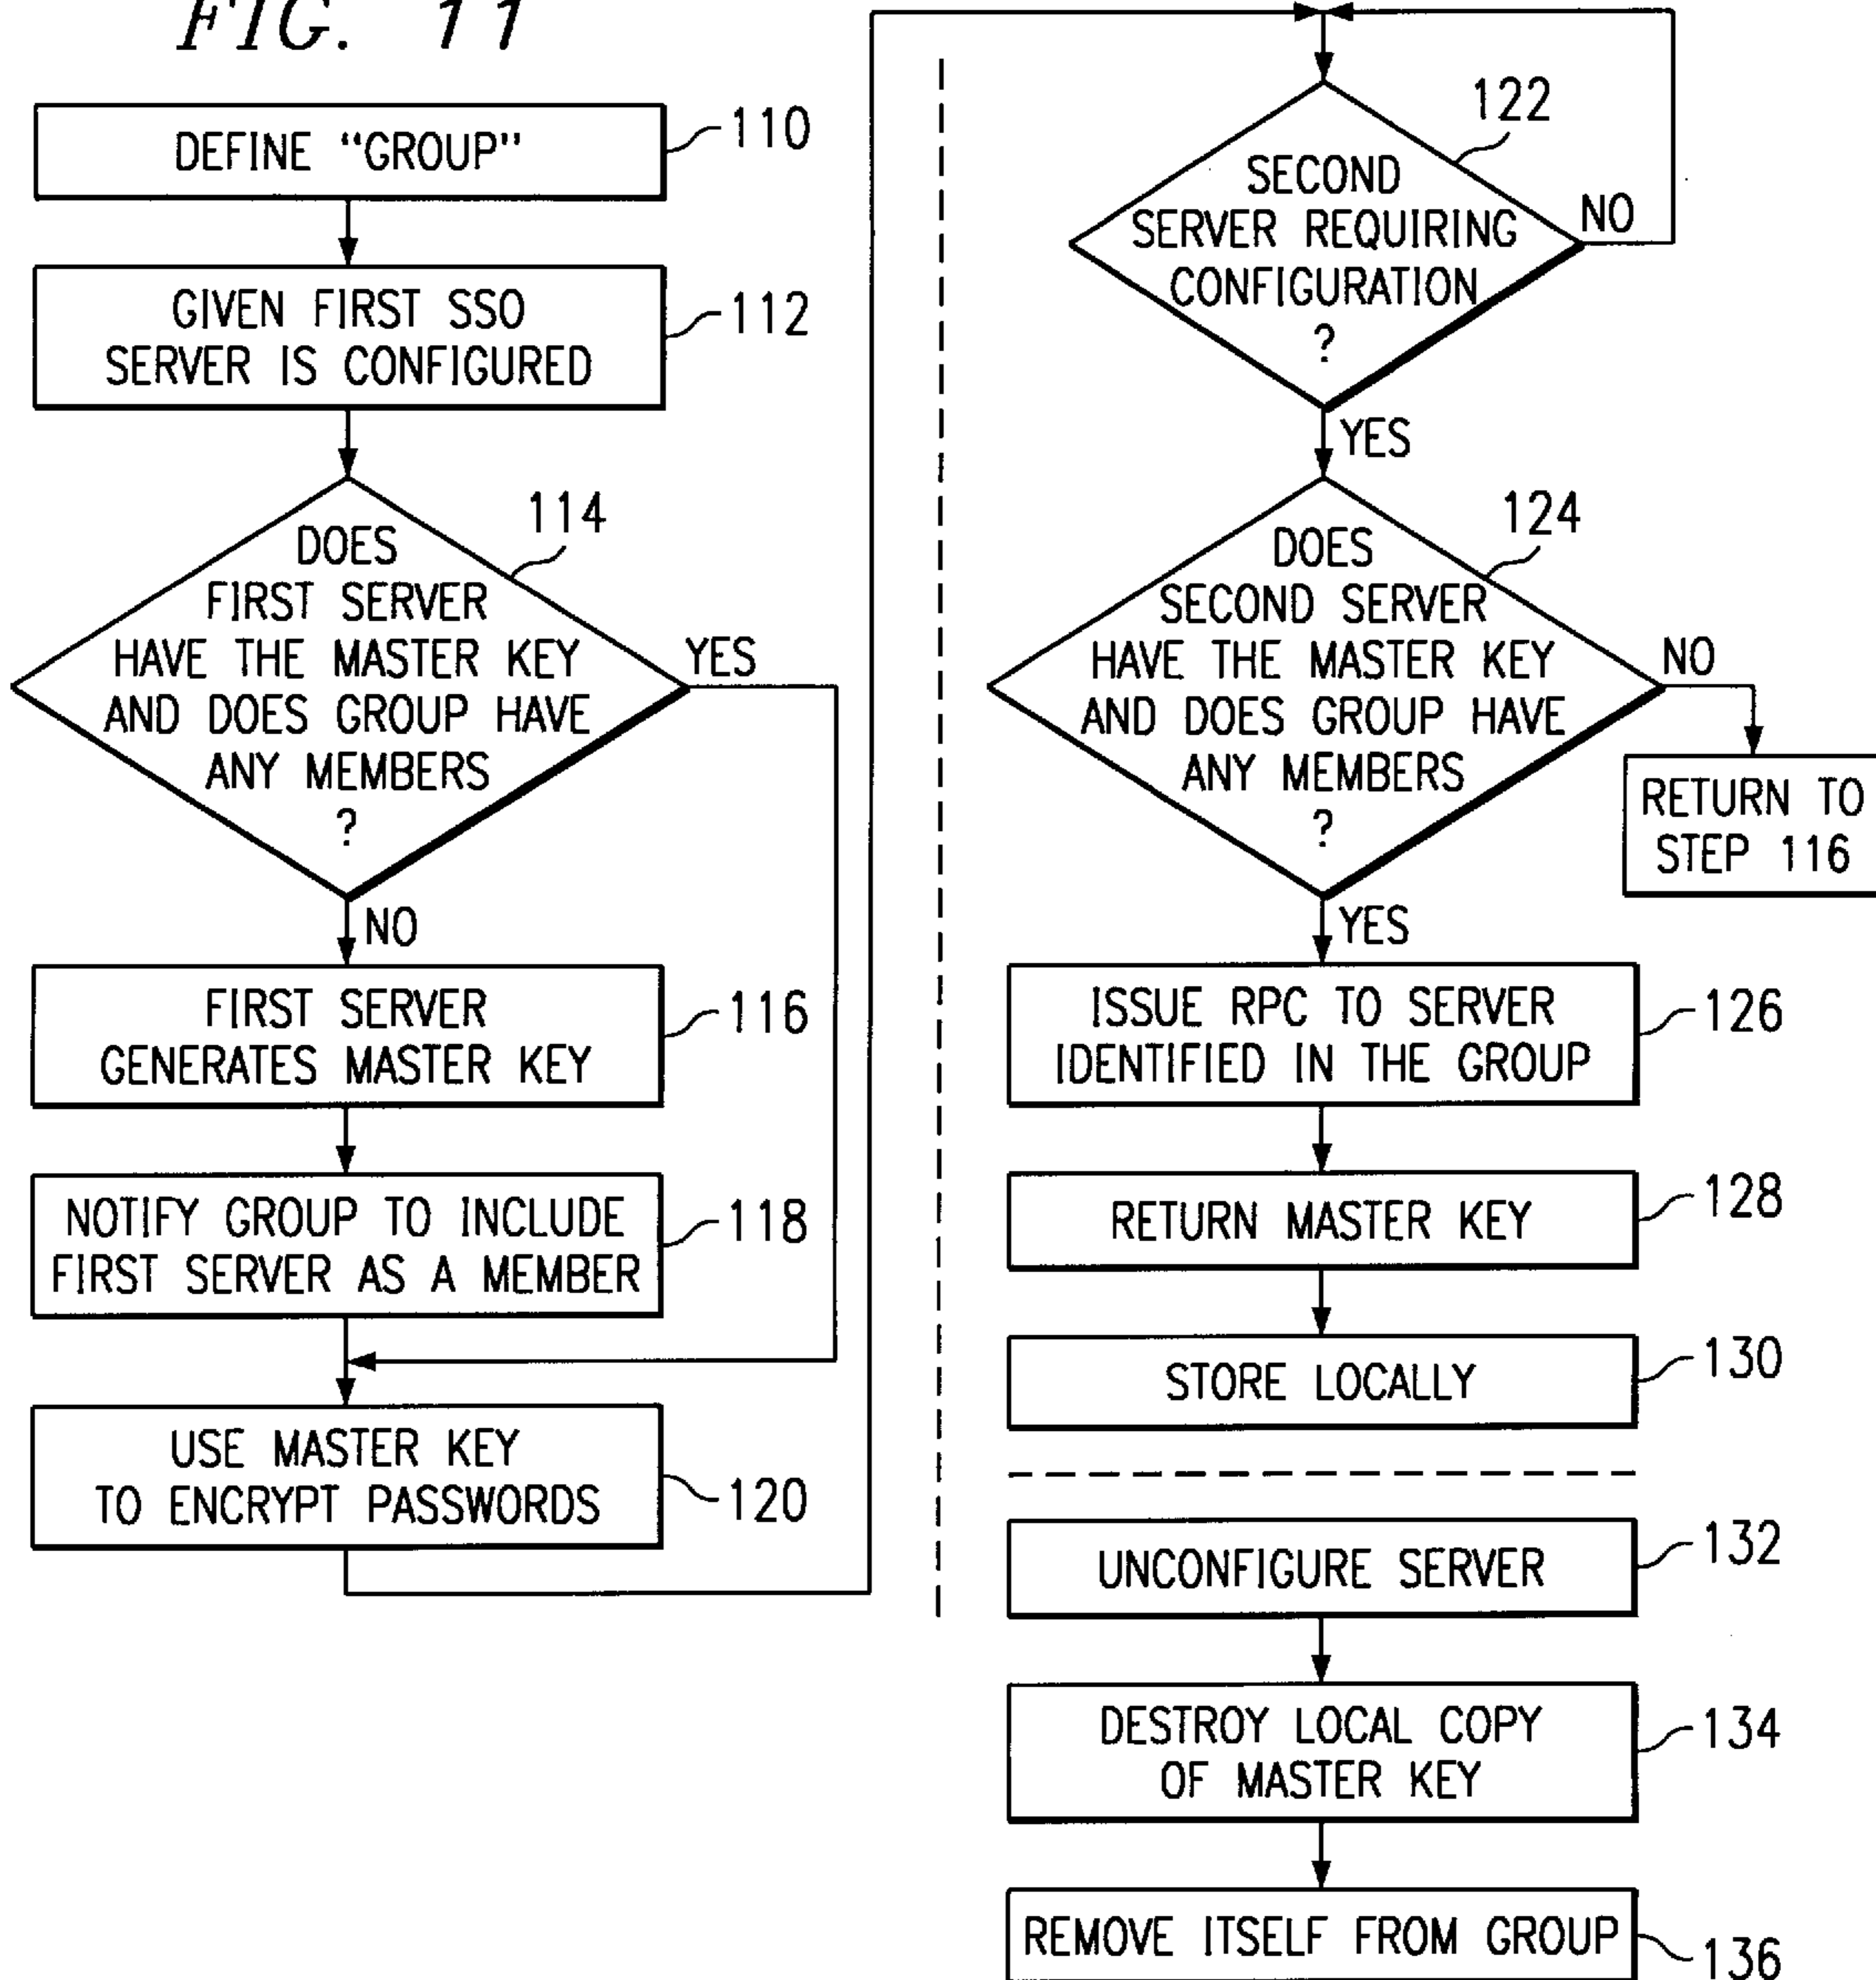 FIG. 11
DEFINE “GROUP”
110
GIVEN FIRST SSO
SERVER IS CONFIGURED
112
DOES
FIRST SERVER
HAVE THE MASTER KEY
AND DOES GROUP HAVE
ANY MEMBERS
?
114
YES
NO
FIRST SERVER
GENERATES MASTER KEY
116
NOTIFY GROUP TO INCLUDE
FIRST SERVER AS A MEMBER
118
USE MASTER KEY
TO ENCRYPT PASSWORDS
120
SECOND
SERVER REQUIRING
CONFIGURATION
?
122
NO
YES
DOES
SECOND SERVER
HAVE THE MASTER KEY
AND DOES GROUP HAVE
ANY MEMBERS
?
124
NO
RETURN TO
STEP 116
YES
ISSUE RPC TO SERVER
IDENTIFIED IN THE GROUP
126
RETURN MASTER KEY
128
STORE LOCALLY
130
UNCONFIGURE SERVER
132
DESTROY LOCAL COPY
OF MASTER KEY
134
REMOVE ITSELF FROM GROUP
136